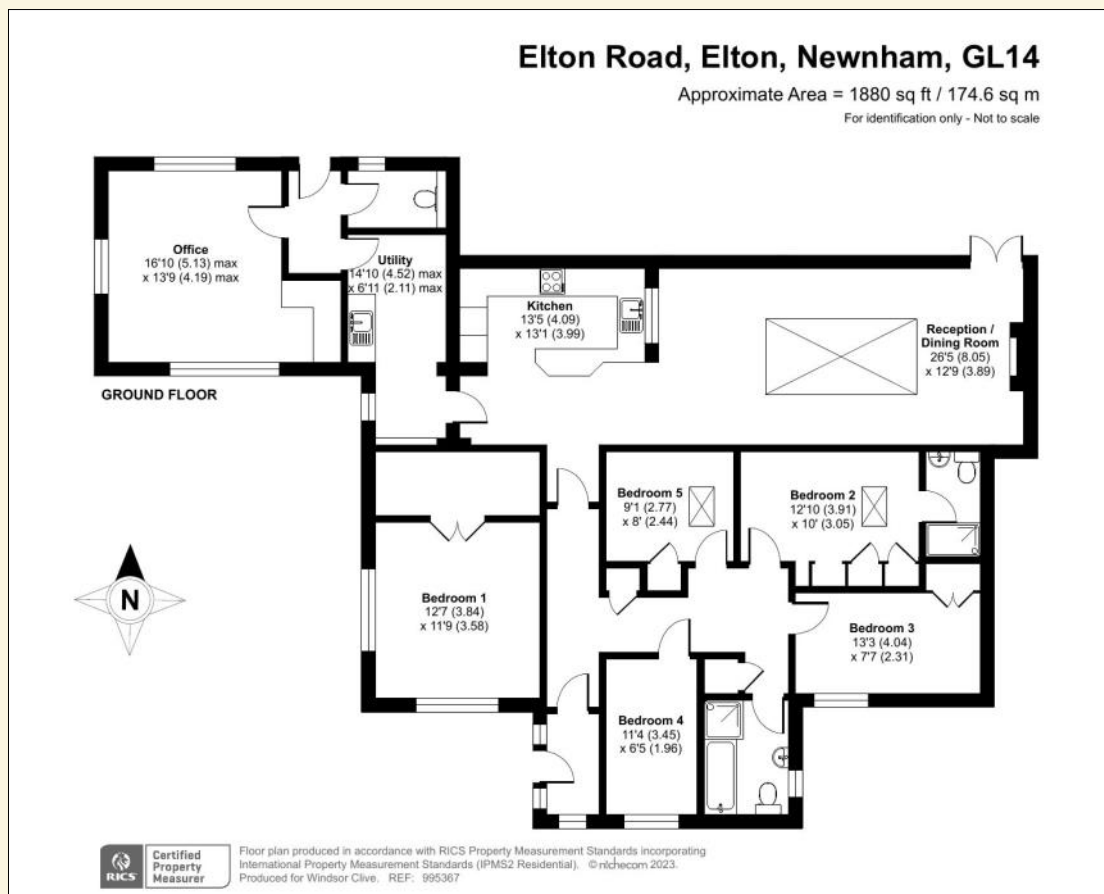 Elton Road, Elton, Newnham, GL14
Approximate Area = 1880 sq ft / 174.6 sq m
For identification only - Not to scale
Office
16'10 (5.13) max
x 13'9 (4.19) max
Utility
14'10 (4.52) max
x 6'11 (2.11) max
Kitchen
13'5 (4.09)
x 13'1 (3.99)
Reception /
Dining Room
26'5 (8.05)
x 12'9 (3.89)
GROUND FLOOR
Bedroom 5
9'1 (2.77)
x 8' (2.44)
Bedroom 2
12'10 (3.91)
x 10' (3.05)
N
Bedroom 1
12'7 (3.84)
x 11'9 (3.58)
Bedroom 3
13'3 (4.04)
x 7'7 (2.31)
Bedroom 4
11'4 (3.45)
x 6'5 (1.96)
RICS
Certified
Property
Measurer
Floor plan produced in accordance with RICS Property Measurement Standards incorporating
International Property Measurement Standards (IPMS2 Residential). © nichecom 2023.
Produced for Windsor Clive. REF: 995367